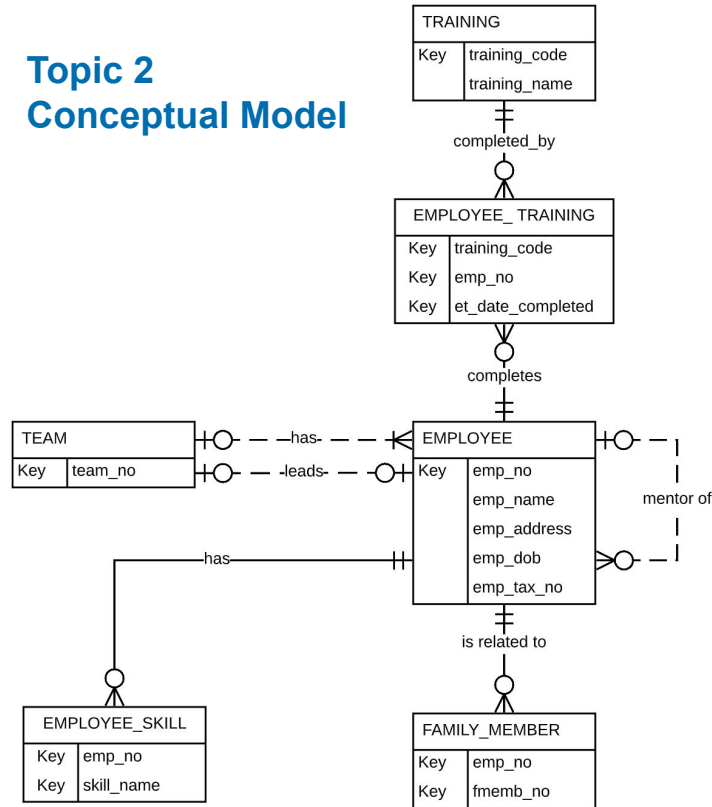 Topic 2
Conceptual Model
TRAINING
Key training_code
training_name
completed_by
EMPLOYEE_ TRAINING
Key training_code
Key emp_no
Key et_date_completed
completes
TEAM
Key team_no
has
leads
EMPLOYEE
Key emp_no
emp_name
emp_address
emp_dob
emp_tax_no
mentor of
has
is related to
EMPLOYEE_SKILL
Key emp_no
Key skill_name
FAMILY_MEMBER
Key emp_no
Key fmemb_no